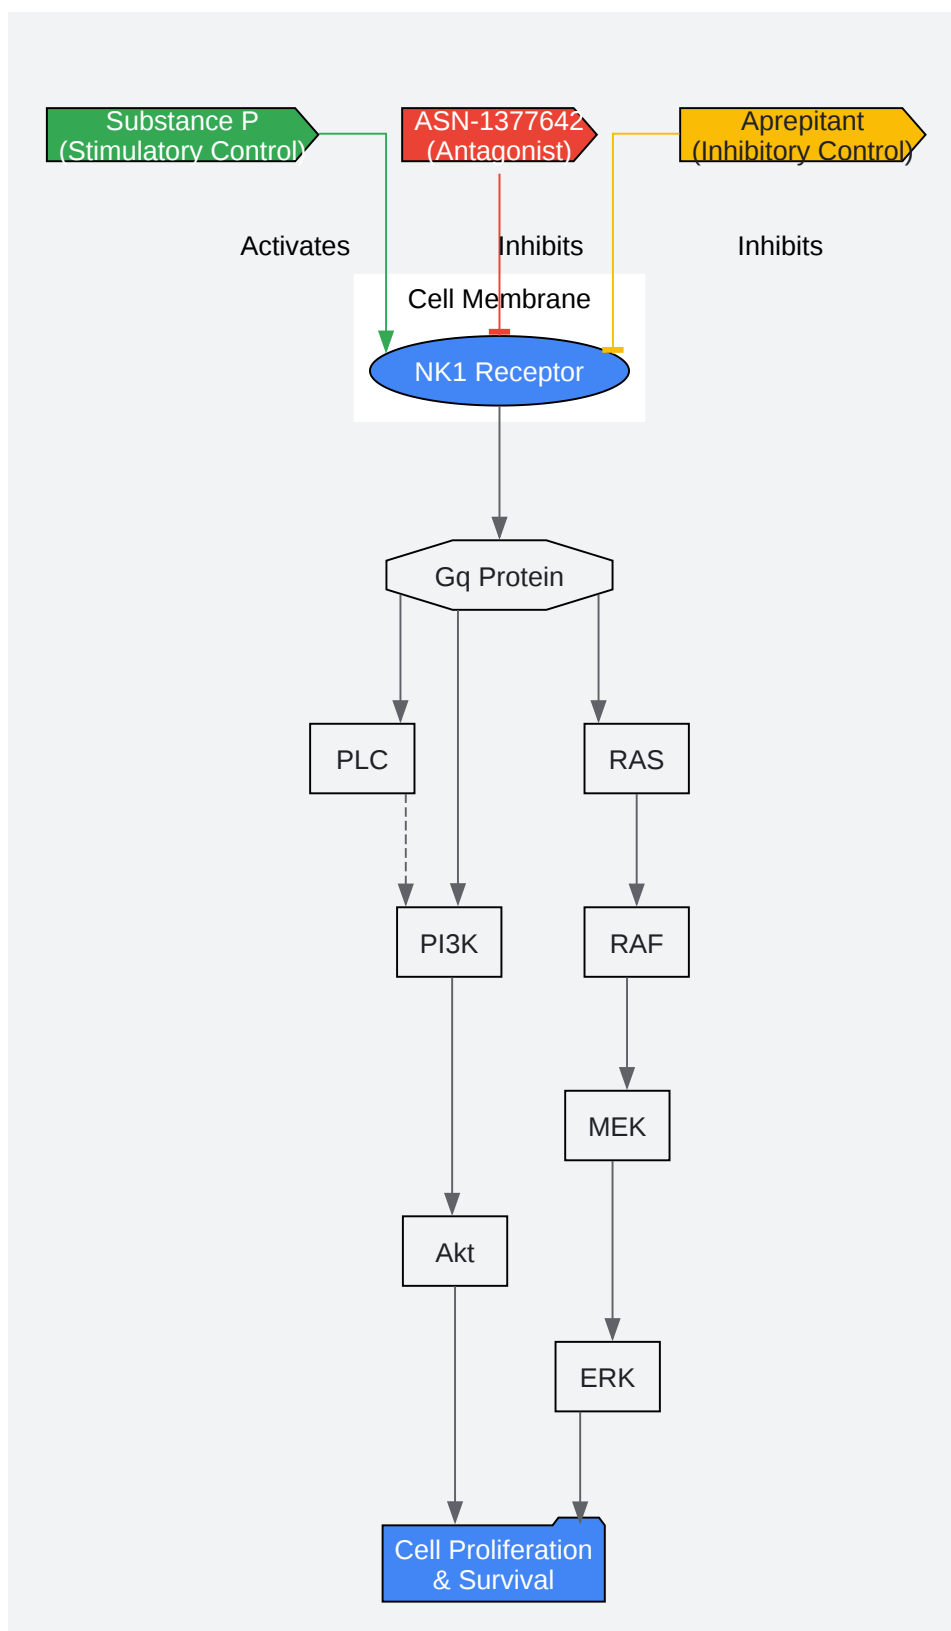 Substance P
(Stimulatory Control)
ASN-1377642
(Antagonist)
Aprepitant
(Inhibitory Control)
Activates
Inhibits
Inhibits
Cell Membrane
NK1 Receptor
Gq Protein
PLC
RAS
PI3K
RAF
MEK
Akt
ERK
Cell Proliferation
& Survival